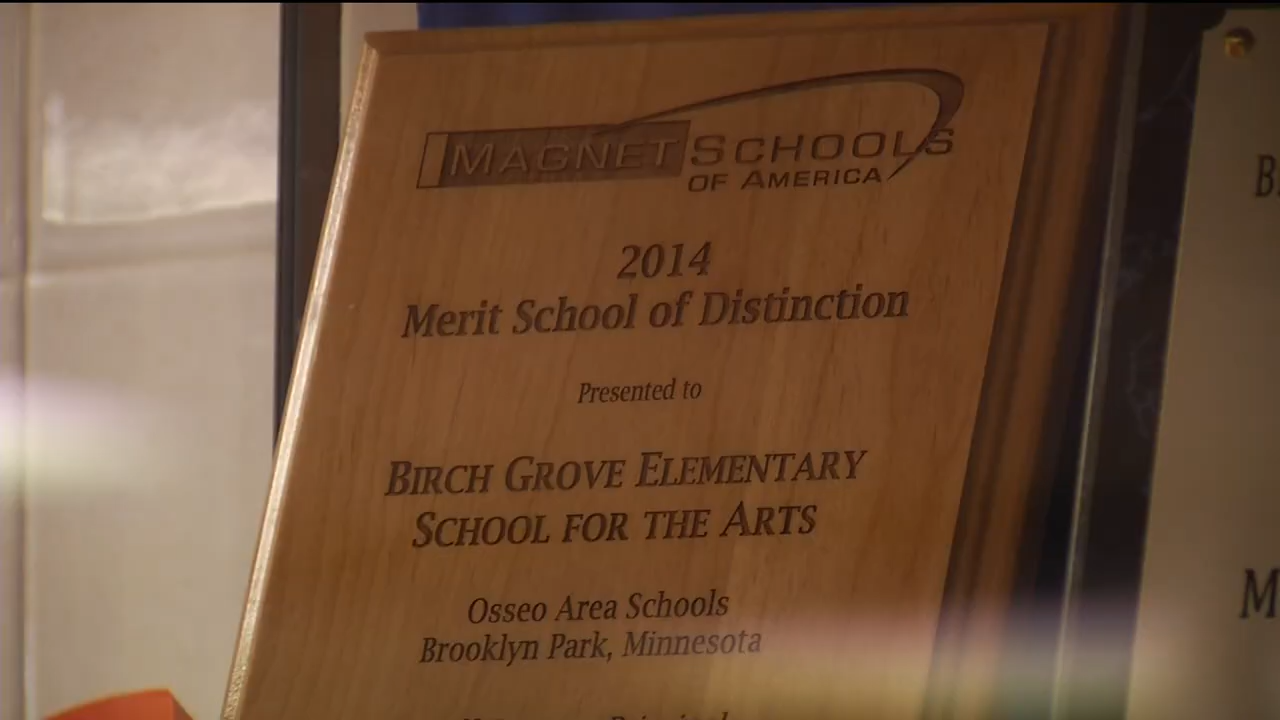 MAGNET SCHOOLS
OF AMERICA
2014
Merit School of Distinction
Presented to
BIRCH GROVE ELEMENTARY
SCHOOL FOR THE ARTS
Osseo Area Schools
Brooklyn Park, Minnesota